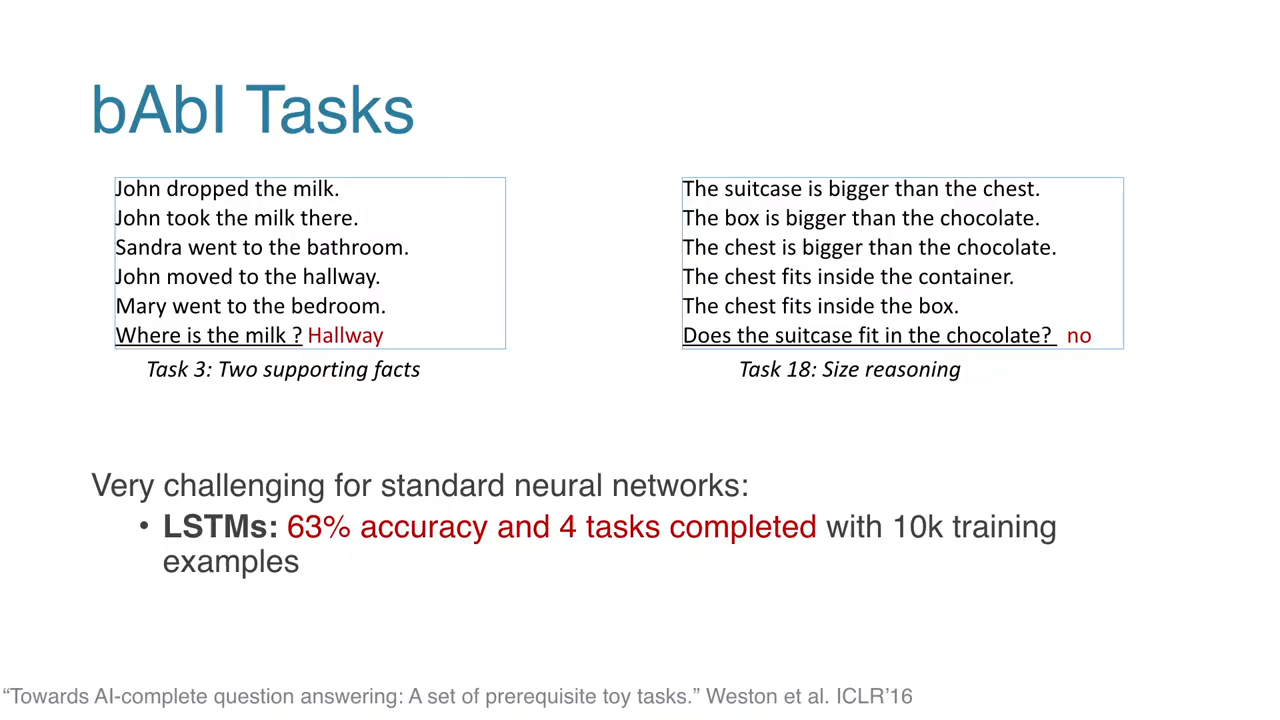 bAbI Tasks
John dropped the milk.
John took the milk there.
Sandra went to the bathroom.
John moved to the hallway.
Mary went to the bedroom.
Where is the milk ? Hallway
Task 3: Two supporting facts
The suitcase is bigger than the chest.
The box is bigger than the chocolate.
The chest is bigger than the chocolate.
The chest fits inside the container.
The chest fits inside the box.
Does the suitcase fit in the chocolate? no
Task 18: Size reasoning
Very challenging for standard neural networks:
• LSTMs: 63% accuracy and 4 tasks completed with 10k training
examples
“Towards AI-complete question answering: A set of prerequisite toy tasks.” Weston et al. ICLR’16